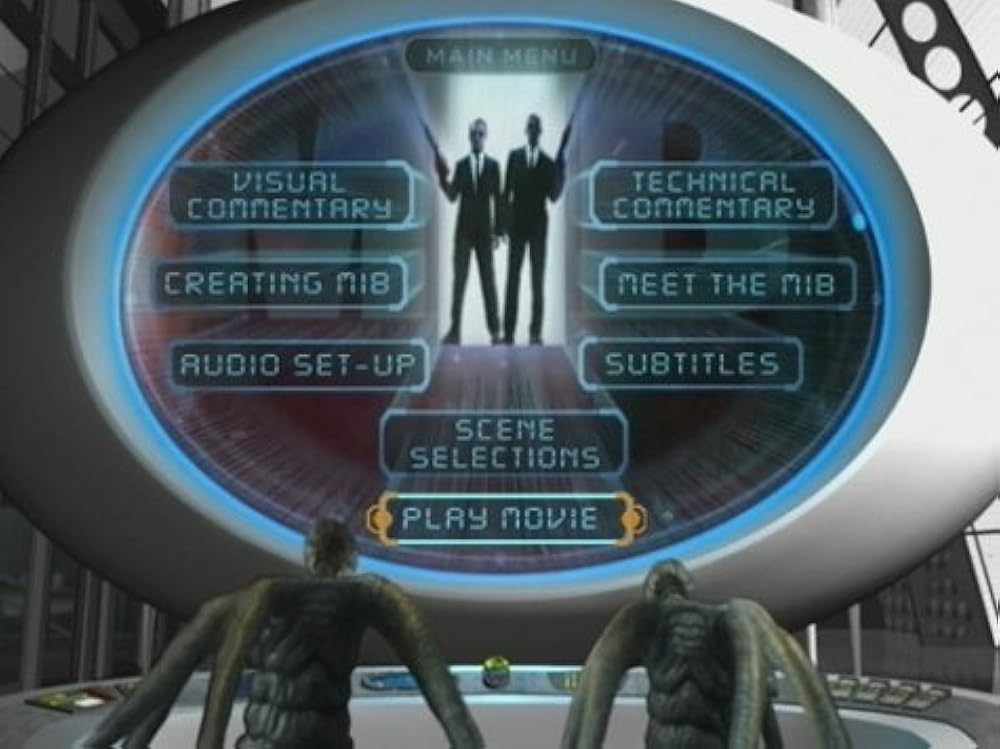 MAIN MENU
VISUAL
COMMENTARY
TECHNICAL
COMMENTARY
CREATING MIB
MEET THE MIB
AUDIO SET-UP
SUBTITLES
SCENE
SELECTIONS
PLAY MOVIE